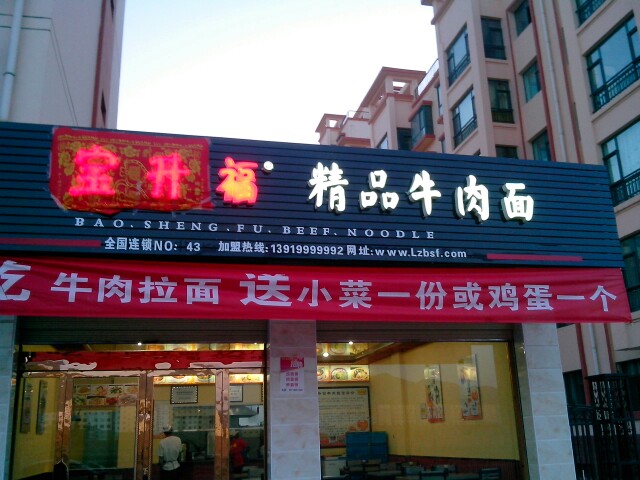 宝升福 精品牛肉面
BAO.SHENG.FU.BEEF.NOODLE
全国连锁NO: 43 加盟热线:13919999992 网址:www.Lzbsf.com
吃 牛肉拉面 送 小菜一份或鸡蛋一个